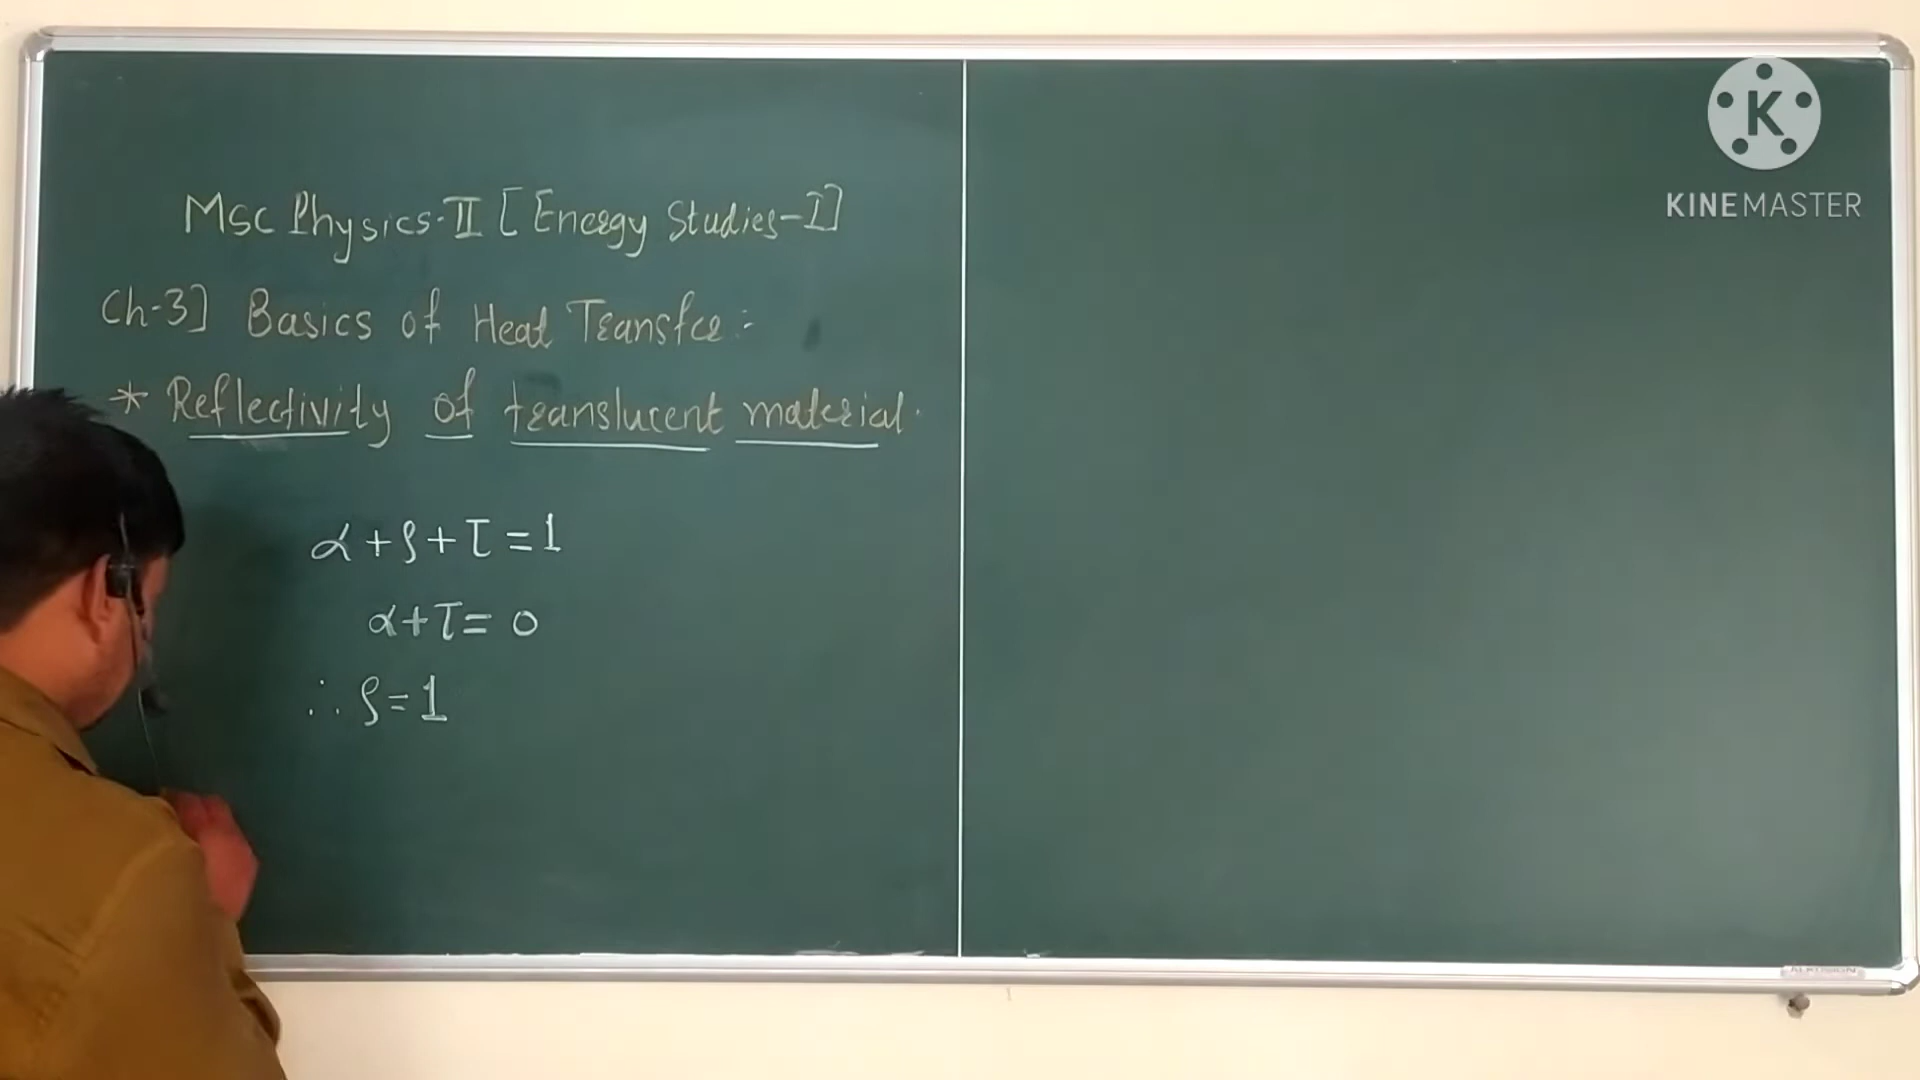 MSc Physics-II [Energy Studies-I]
Ch-3] Basics of Heat Transfer:-
* Reflectivity of translucent material.
α+ρ+τ=1
α+τ= 0
∴ ρ=1
K
KINEMASTER